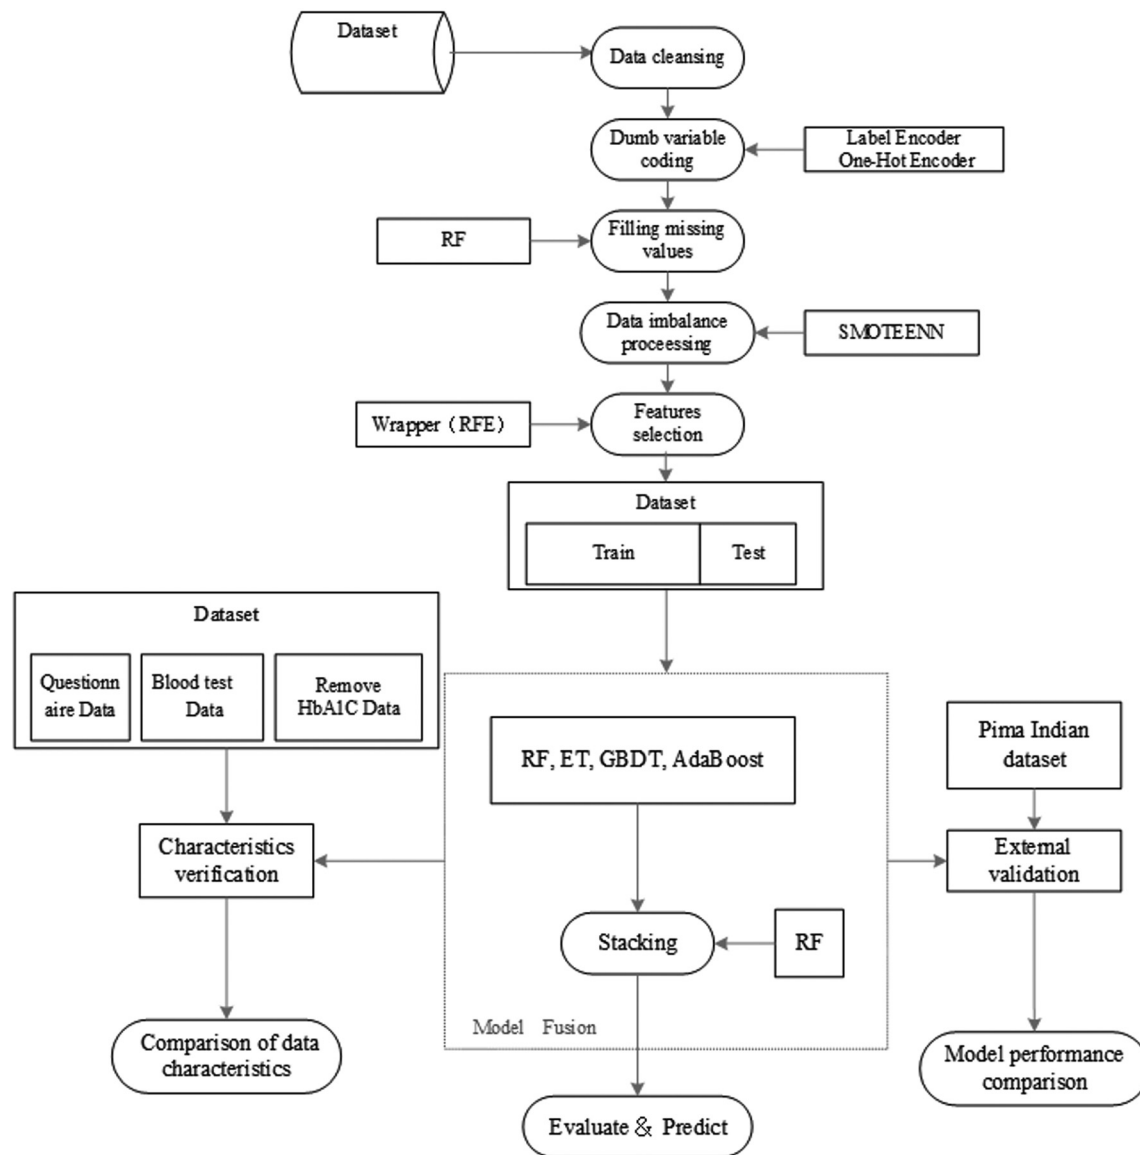 Dataset
Data cleansing
Dumb variable
coding
Label Encoder
One-Hot Encoder
RF
Filling missing
values
Data imbalance
proceessing
SMOTEENN
Wrapper（RFE）
Features
selection
Dataset
Train
Test
Dataset
Questionn
aire Data
Blood test
Data
Remove
HbA1C Data
RF, ET, GBDT, AdaBoost
Pima Indian
dataset
Characteristics
verification
External
validation
Stacking
RF
Model Fusion
Comparison of data
characteristics
Model performance
comparison
Evaluate & Predict